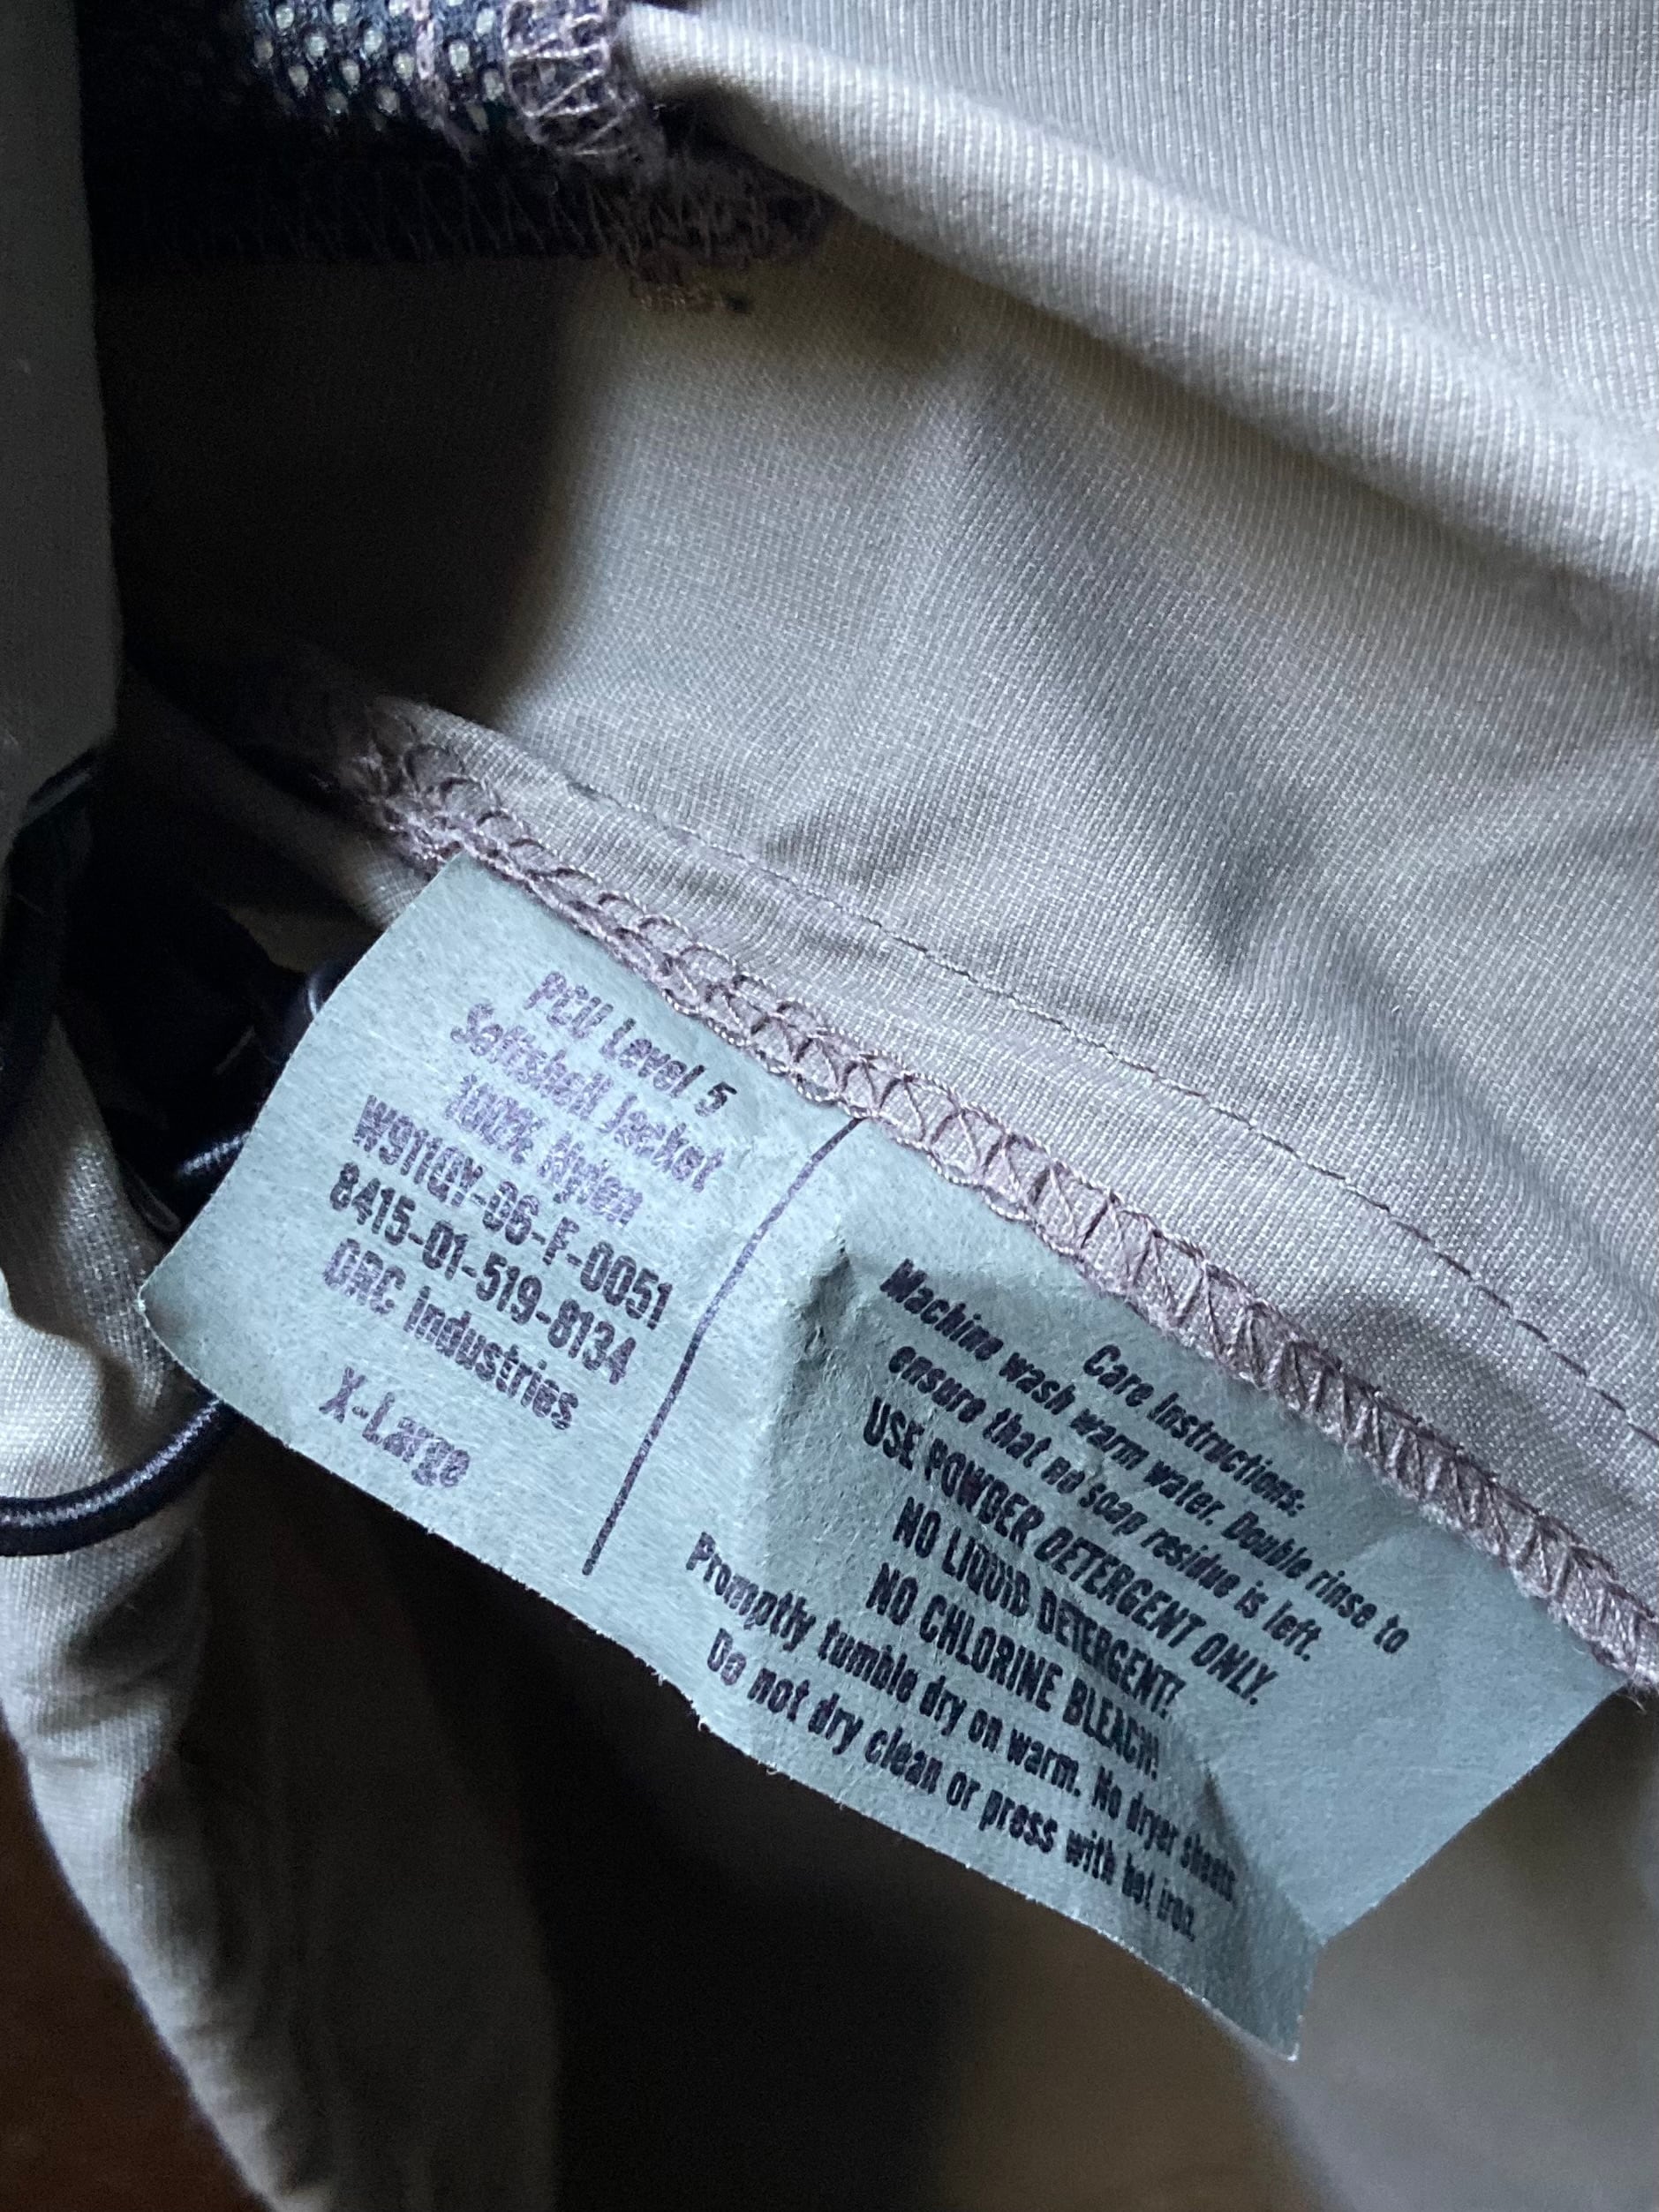 PCU Level 5
Softshell Jacket
100% Nylon
W911QY-06-F-0051
8415-01-519-8134
ORC Industries
X-Large
Care Instructions:
Machine wash warm water. Double rinse to
ensure that no soap residue is left.
USE POWDER DETERGENT ONLY.
NO LIQUID DETERGENT!
NO CHLORINE BLEACH!
Promptly tumble dry on warm. No dryer sheets.
Do not dry clean or press with hot iron.